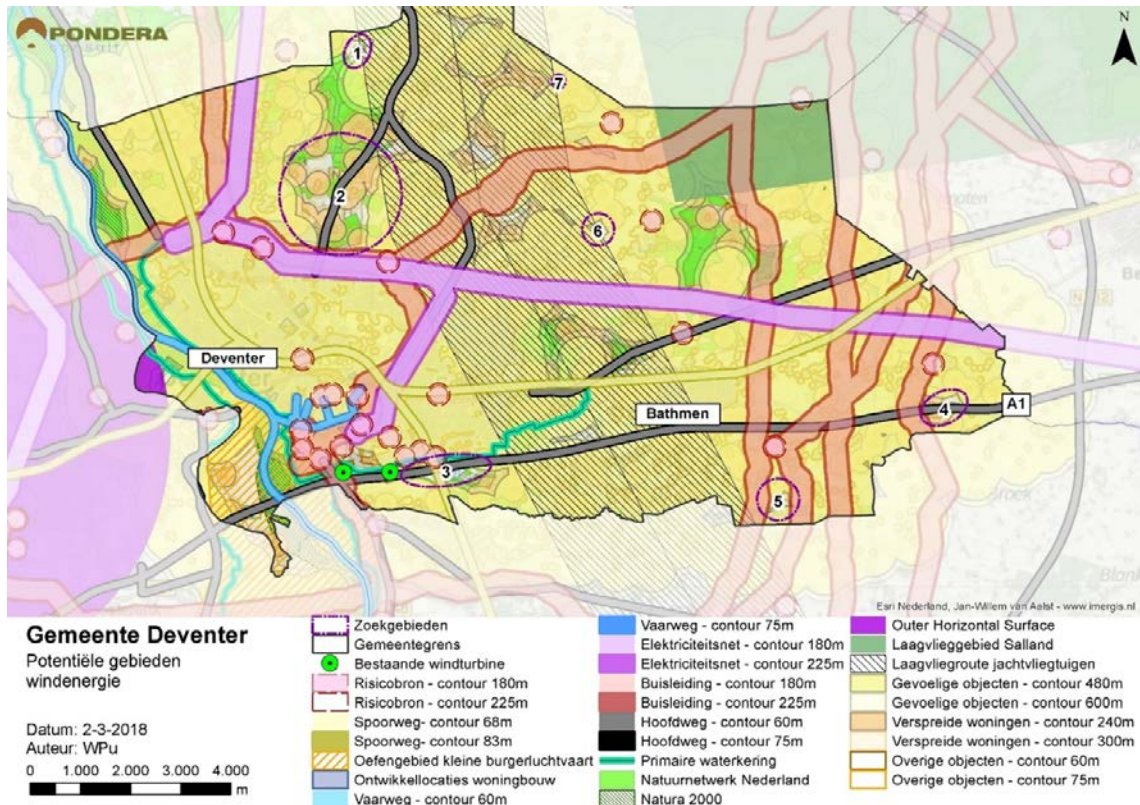 PONDERA
consult
N
1
7
2
6
Deventer
Bathmen
A1
4
3
5
Esri Nederland, Jan-Willem van Aalst - www.imergis.nl
Gemeente Deventer
Potentiële gebieden
windenergie
Datum: 2-3-2018
Auteur: WPu
0 1.000 2.000 3.000 4.000
m
Zoekgebieden
Gemeentegrens
Bestaande windturbine
Risicobron - contour 180m
Risicobron - contour 225m
Spoorweg- contour 68m
Spoorweg- contour 83m
Oefengebied kleine burgerluchtvaart
Ontwikkellocaties woningbouw
Vaarweg - contour 60m
Vaarweg - contour 75m
Elektriciteitsnet - contour 180m
Elektriciteitsnet - contour 225m
Buisleiding - contour 180m
Buisleiding - contour 225m
Hoofdweg - contour 60m
Hoofdweg - contour 75m
Primaire waterkering
Natuurnetwerk Nederland
Natura 2000
Outer Horizontal Surface
Laagvlieggebied Salland
Laagvliegroute jachtvliegtuigen
Gevoelige objecten - contour 480m
Gevoelige objecten - contour 600m
Verspreide woningen - contour 240m
Verspreide woningen - contour 300m
Overige objecten - contour 60m
Overige objecten - contour 75m